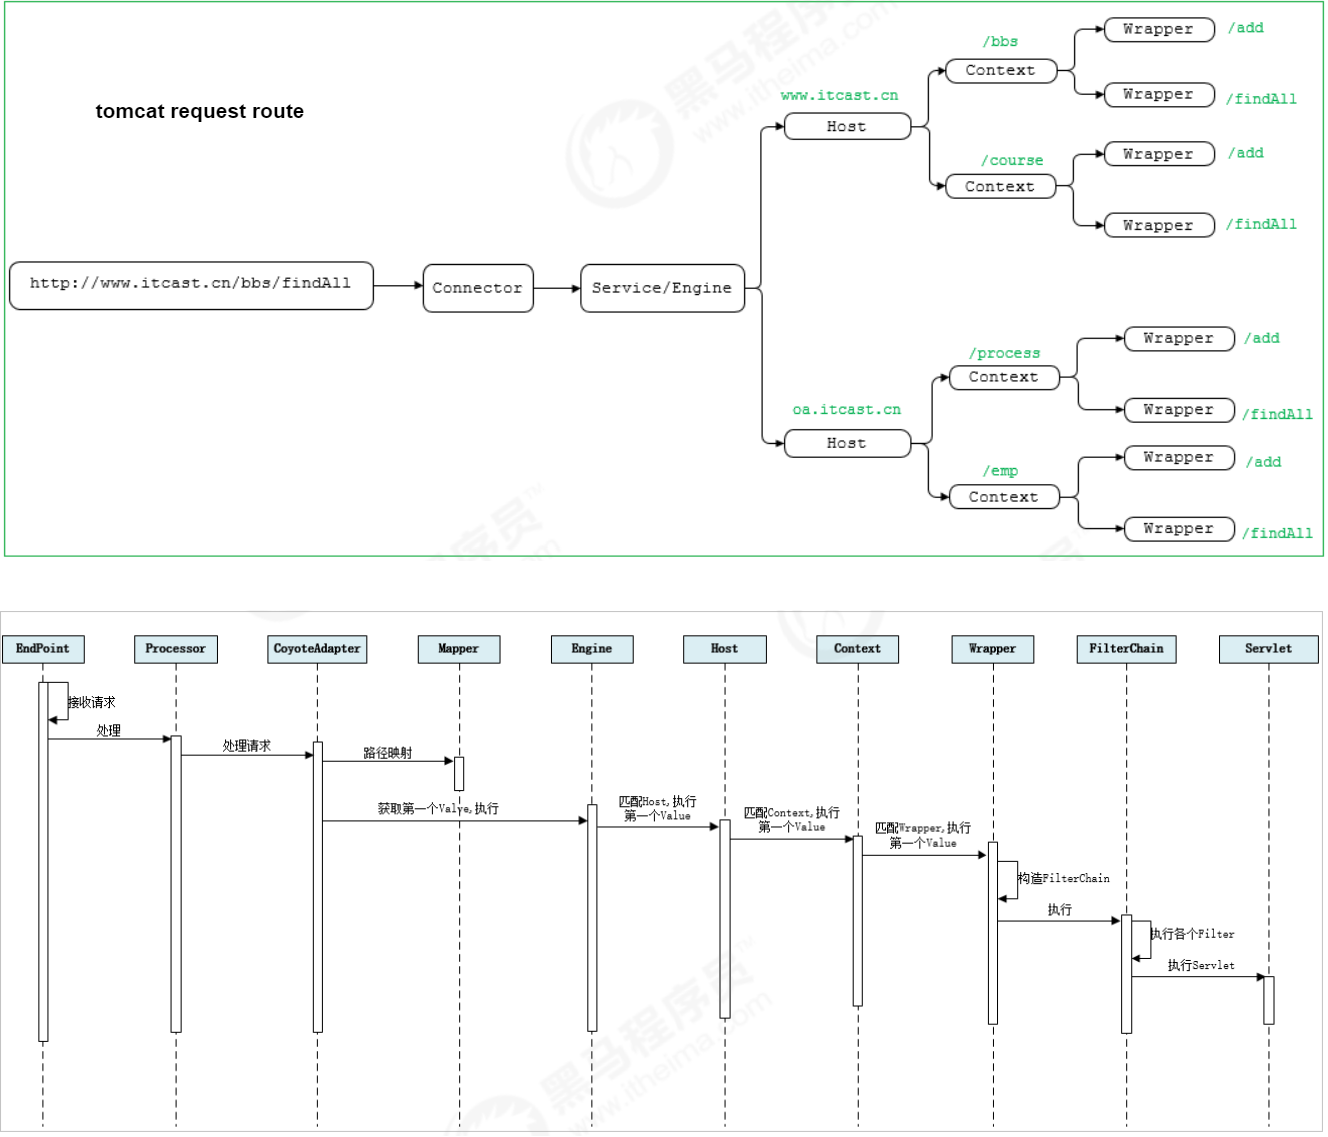 tomcat request route
http://www.itcast.cn/bbs/findAll
Connector
Service/Engine
www.itcast.cn
Host
/bbs
Context
Wrapper
/add
Wrapper
/findAll
/course
Context
Wrapper
/add
Wrapper
/findAll
oa.itcast.cn
Host
/process
Context
Wrapper
/add
Wrapper
/findAll
/emp
Context
Wrapper
/add
Wrapper
/findAll
黑马程序员
www.itheima.com
序员™
com
序员
EndPoint
Processor
CoyoteAdapter
Mapper
Engine
Host
Context
Wrapper
FilterChain
Servlet
接收请求
处理
处理请求
路径映射
获取第一个Valve,执行
匹配Host,执行
第一个Value
匹配Context,执行
第一个Value
匹配Wrapper,执行
第一个Value
构造FilterChain
执行
执行各个Filter
执行Servlet
黑马程序员™
www.itheima.com